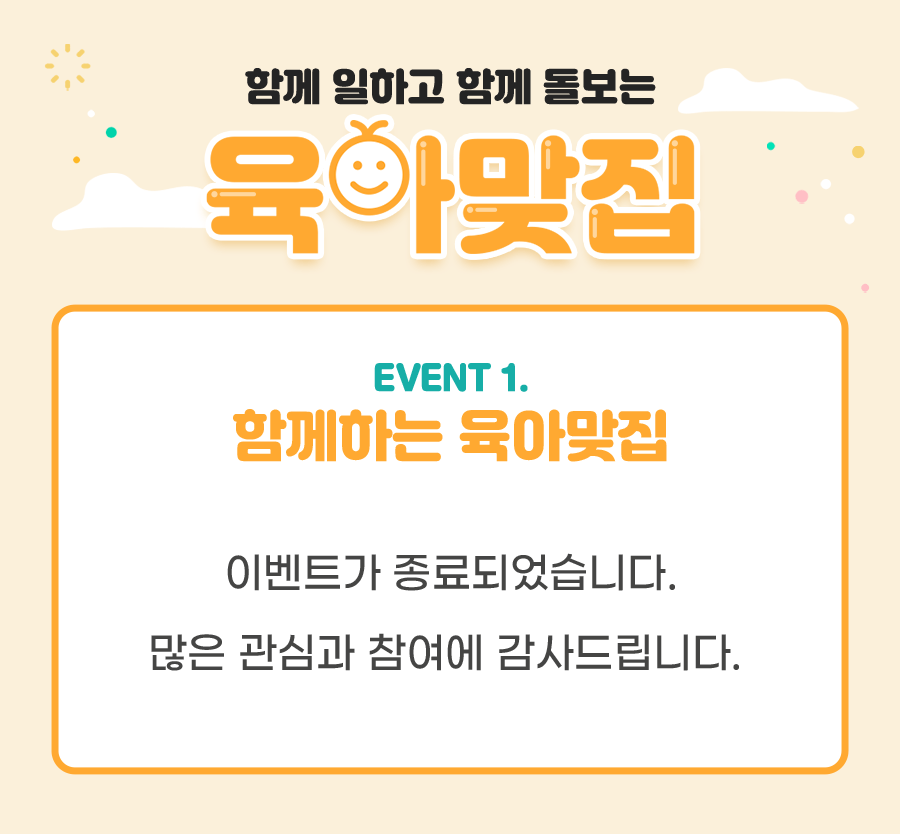 함께 일하고 함께 돌보는
육아맞집
EVENT 1.
함께하는 육아맞집
이벤트가 종료되었습니다.
많은 관심과 참여에 감사드립니다.